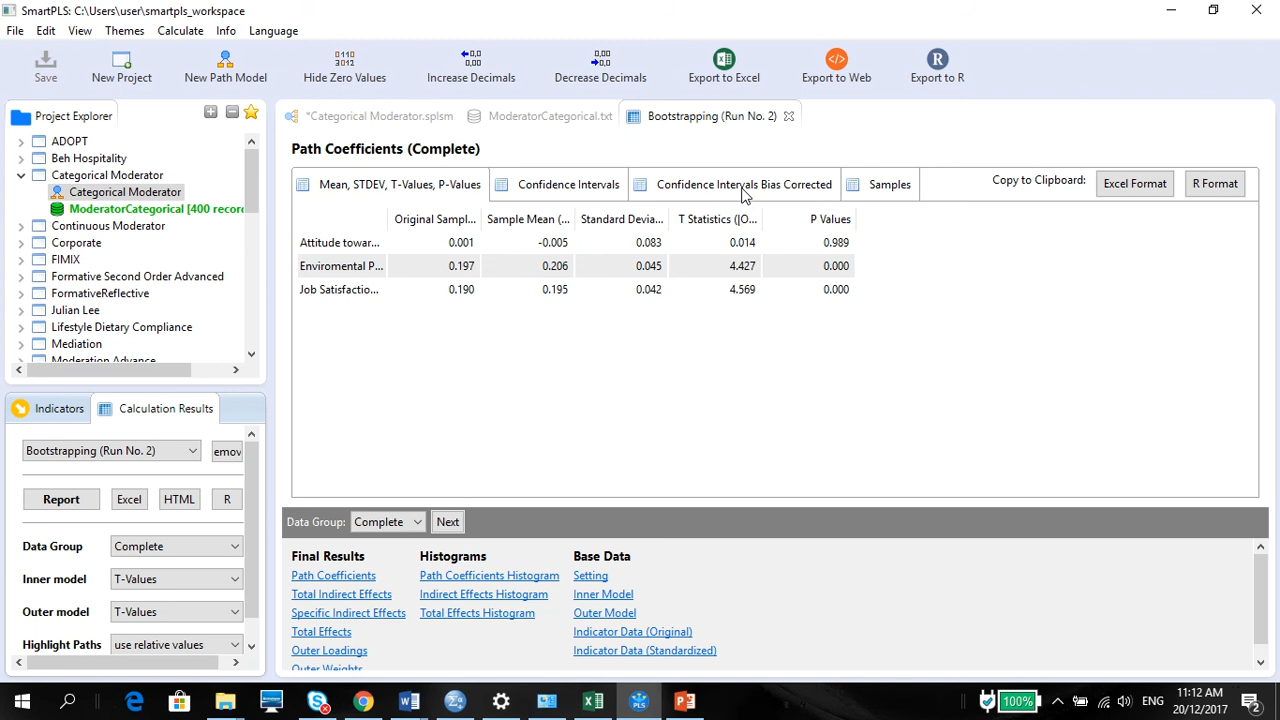 SmartPLS: C:\Users\user\smartpls_workspace
File Edit View Themes Calculate Info Language
Save New Project New Path Model Hide Zero Values Increase Decimals Decrease Decimals Export to Excel Export to Web Export to R
Project Explorer
ADOPT
Beh Hospitality
Categorical Moderator
Categorical Moderator
ModeratorCategorical [400 recor
Continuous Moderator
Corporate
FIMIX
Formative Second Order Advanced
FormativeReflective
Julian Lee
Lifestyle Dietary Compliance
Mediation
Moderation Advance
Indicators Calculation Results
Bootstrapping (Run No. 2) emov
Report Excel HTML R
Data Group Complete
Inner model T-Values
Outer model T-Values
Highlight Paths use relative values
*Categorical Moderator.splsm ModeratorCategorical.txt Bootstrapping (Run No. 2)
Path Coefficients (Complete)
Mean, STDEV, T-Values, P-Values Confidence Intervals Confidence Intervals Bias Corrected Samples Copy to Clipboard: Excel Format R Format
Original Sampl... Sample Mean (... Standard Devia... T Statistics (|O... P Values
Attitude towar... 0.001 -0.005 0.083 0.014 0.989
Enviromental P... 0.197 0.206 0.045 4.427 0.000
Job Satisfactio... 0.190 0.195 0.042 4.569 0.000
Data Group: Complete Next
Final Results Histograms Base Data
Path Coefficients Path Coefficients Histogram Setting
Total Indirect Effects Indirect Effects Histogram Inner Model
Specific Indirect Effects Total Effects Histogram Outer Model
Total Effects Indicator Data (Original)
Outer Loadings Indicator Data (Standardized)
Outer Weights
100% ENG 11:12 AM
20/12/2017